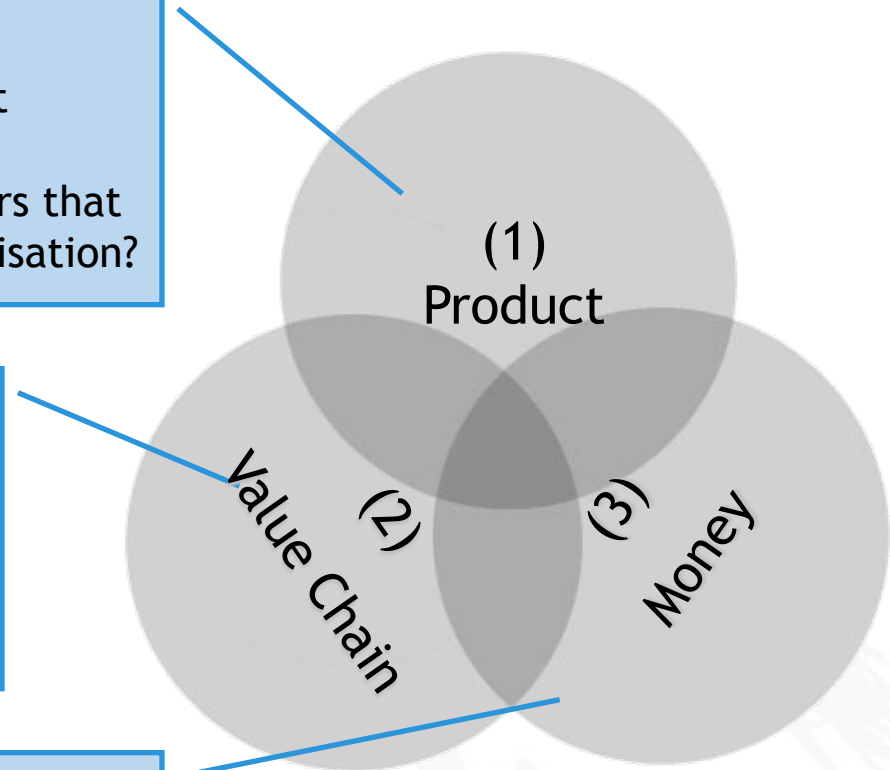 t
rs that
isation?
(1)
Product
(2)
Value Chain
(3)
Money